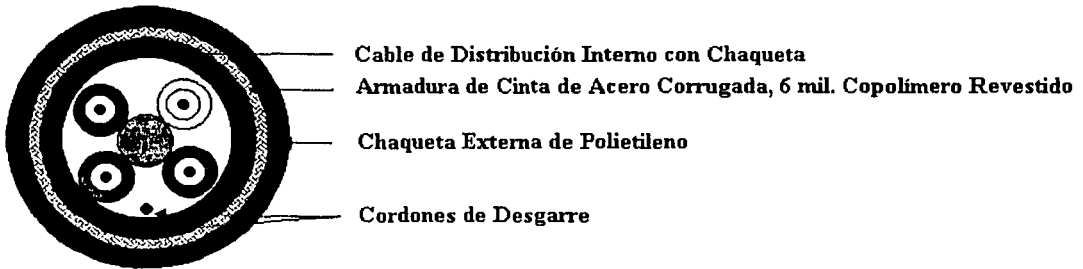 Cable de Distribución Interno con Chaqueta
Armadura de Cinta de Acero Corrugada, 6 mil. Copolímero Revestido
Chaqueta Externa de Polietileno
Cordones de Desgarre